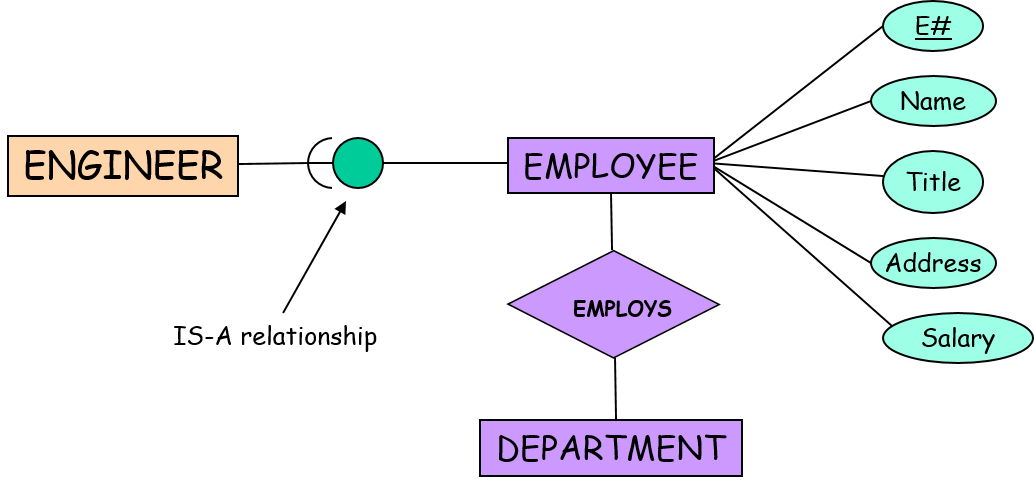 E#
Name
ENGINEER
EMPLOYEE
Title
Address
EMPLOYS
IS-A relationship
Salary
DEPARTMENT